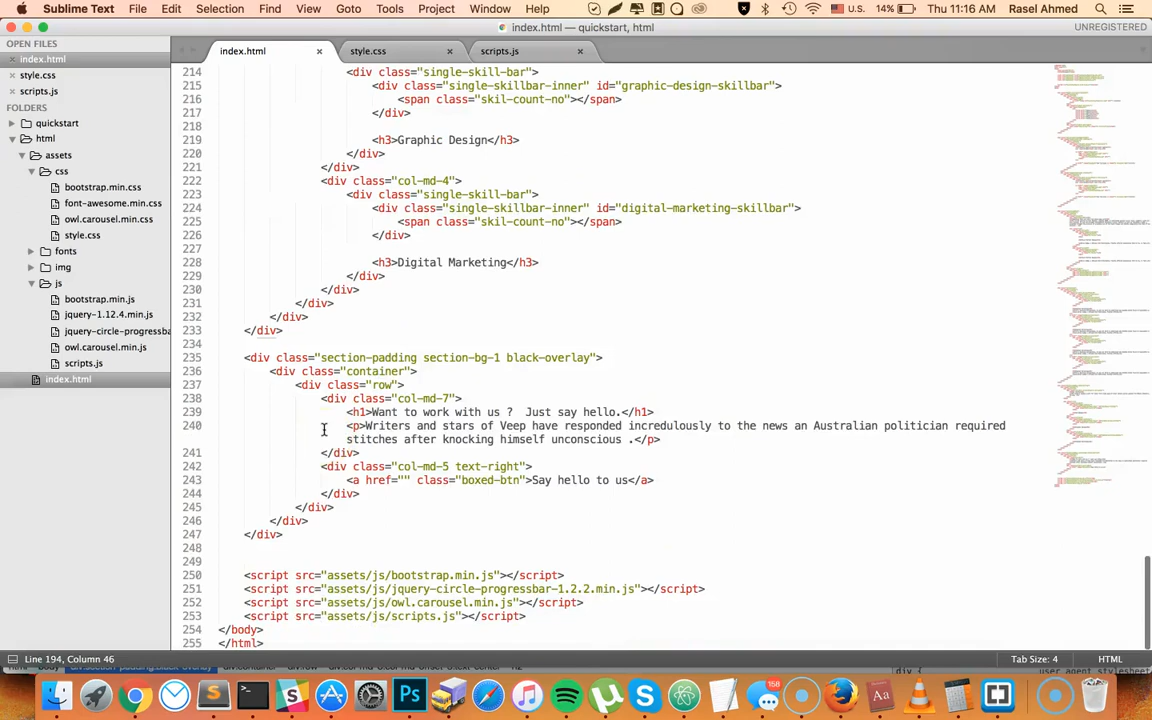 Sublime Text File Edit Selection Find View Goto Tools Project Window Help U.S. 14% Thu 11:16 AM Rasel Ahmed
index.html — quickstart, html UNREGISTERED
OPEN FILES
index.html
style.css
scripts.js
FOLDERS
quickstart
html
assets
css
bootstrap.min.css
font-awesome.min.css
owl.carousel.min.css
style.css
fonts
img
js
bootstrap.min.js
jquery-1.12.4.min.js
jquery-circle-progressba
owl.carousel.min.js
scripts.js
index.html
index.html style.css scripts.js
214 <div class="single-skill-bar">
215 <div class="single-skillbar-inner" id="graphic-design-skillbar">
216 <span class="skil-count-no"></span>
217 </div>
218
219 <h3>Graphic Design</h3>
220 </div>
221 </div>
222 <div class="col-md-4">
223 <div class="single-skill-bar">
224 <div class="single-skillbar-inner" id="digital-marketing-skillbar">
225 <span class="skil-count-no"></span>
226 </div>
227
228 <h3>Digital Marketing</h3>
229 </div>
230 </div>
231 </div>
232 </div>
233 </div>
234
235 <div class="section-padding section-bg-1 black-overlay">
236 <div class="container">
237 <div class="row">
238 <div class="col-md-7">
239 <h1>Want to work with us ?  Just say hello.</h1>
240 <p>Writers and stars of Veep have responded incredulously to the news an Australian politician required
stitches after knocking himself unconscious .</p>
241 </div>
242 <div class="col-md-5 text-right">
243 <a href="" class="boxed-btn">Say hello to us</a>
244 </div>
245 </div>
246 </div>
247 </div>
248
249
250 <script src="assets/js/bootstrap.min.js"></script>
251 <script src="assets/js/jquery-circle-progressbar-1.2.2.min.js"></script>
252 <script src="assets/js/owl.carousel.min.js"></script>
253 <script src="assets/js/scripts.js"></script>
254 </body>
255 </html>
Line 194, Column 46 Tab Size: 4 HTML
158